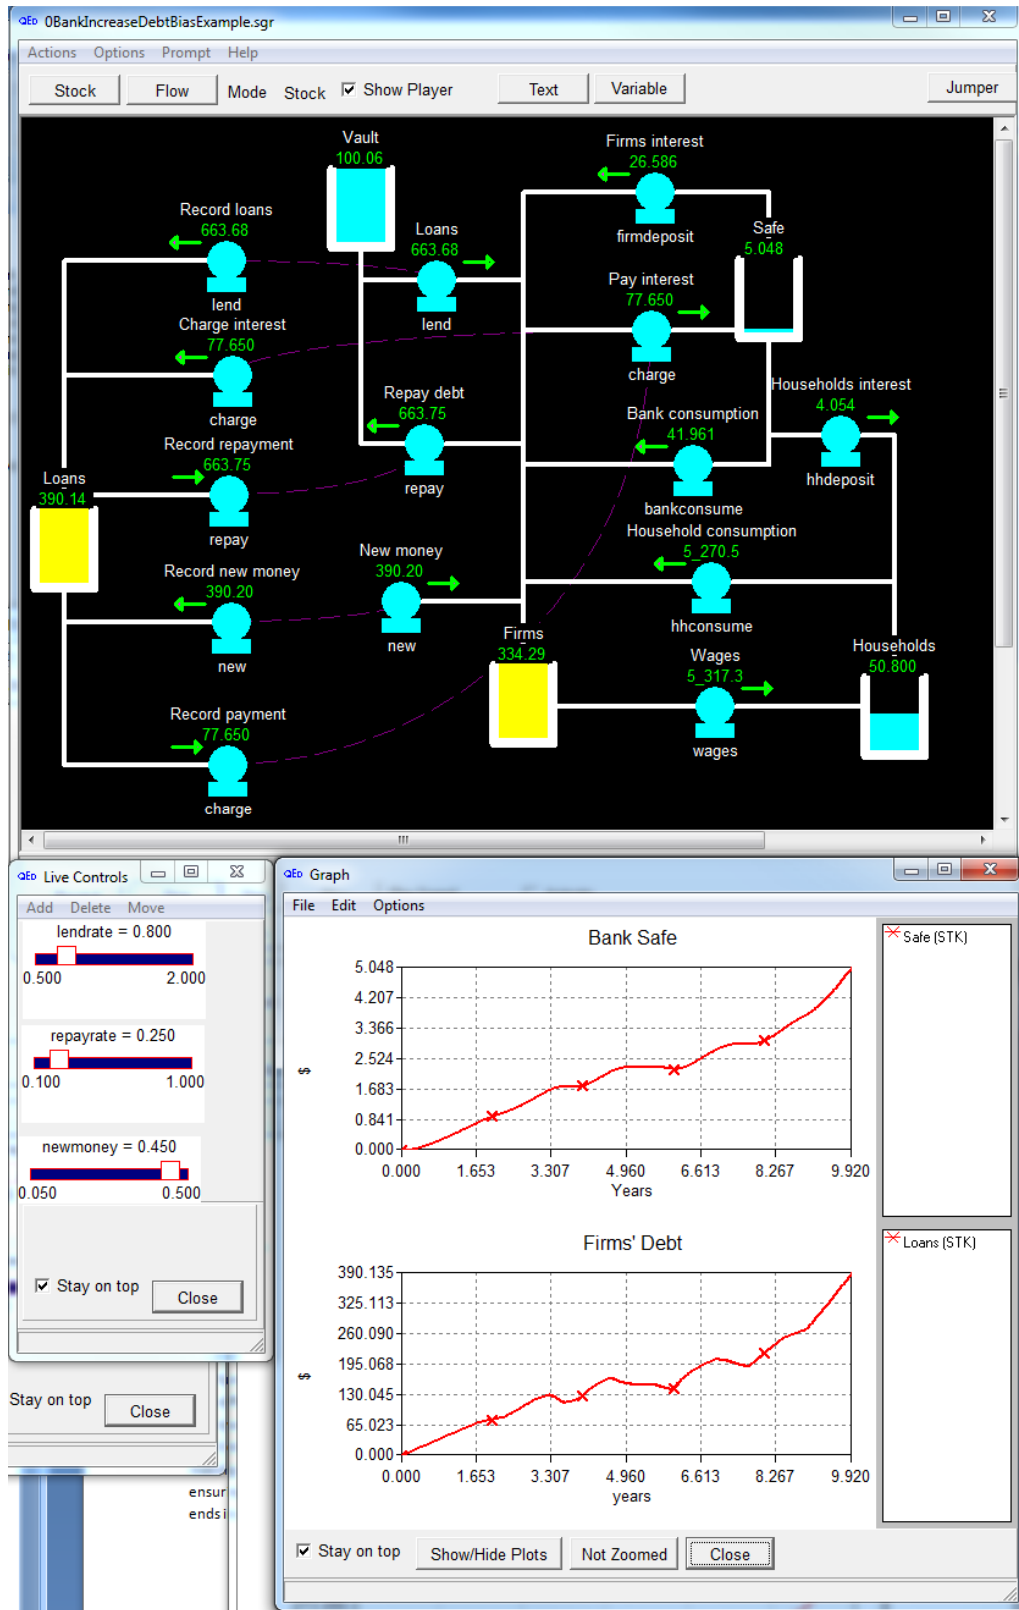 QED 0BankIncreaseDebtBiasExample.sgr
Actions Options Prompt Help
Stock Flow Mode Stock Show Player Text Variable Jumper
Vault
100.06
Firms interest
26.586
firmdeposit
Record loans
663.68
lend
Loans
663.68
lend
Safe
5.048
Charge interest
77.650
charge
Pay interest
77.650
charge
Repay debt
663.75
repay
Households interest
4.054
hhdeposit
Bank consumption
41.961
bankconsume
Record repayment
663.75
repay
Loans
390.14
Household consumption
5_270.5
hhconsume
New money
390.20
new
Record new money
390.20
new
Firms
334.29
Wages
5_317.3
wages
Households
50.800
Record payment
77.650
charge
QED Live Controls
Add Delete Move
lendrate = 0.800
0.500 2.000
repayrate = 0.250
0.100 1.000
newmoney = 0.450
0.050 0.500
Stay on top Close
Stay on top Close
ensur
ends i
QED Graph
File Edit Options
Bank Safe
5.048
4.207
3.366
2.524
1.683
0.841
0.000
$
0.000 1.653 3.307 4.960 6.613 8.267 9.920
Years
Safe (STK)
Firms' Debt
390.135
325.113
260.090
195.068
130.045
65.023
0.000
$
0.000 1.653 3.307 4.960 6.613 8.267 9.920
years
Loans (STK)
Stay on top Show/Hide Plots Not Zoomed Close